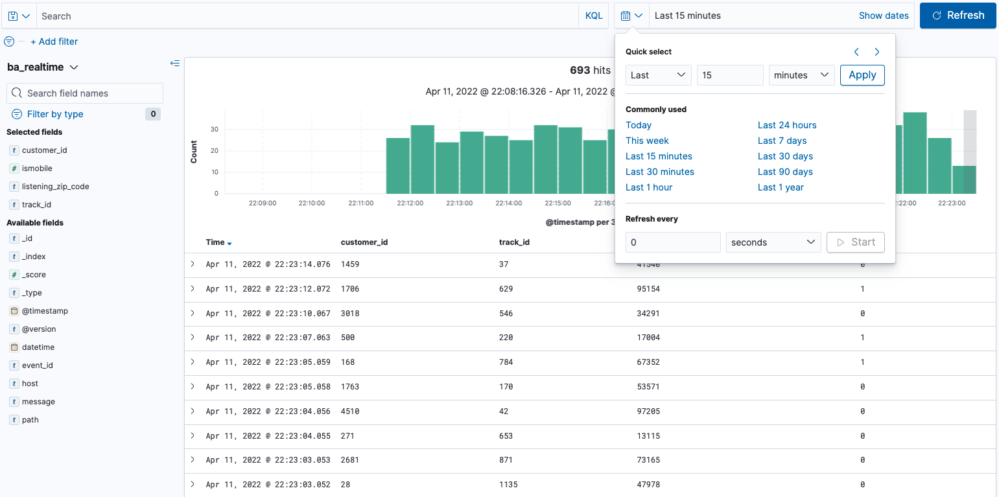 Search KQL Last 15 minutes Show dates Refresh
+ Add filter
ba_realtime
Search field names
Filter by type 0
Selected fields
t customer_id
# ismobile
t listening_zip_code
t track_id
Available fields
t _id
t _index
# _score
t _type
@timestamp
t @version
datetime
t event_id
t host
t message
t path
693 hits
Apr 11, 2022 @ 22:08:16.326 - Apr 11, 2022 @
Count
30
20
10
0
22:09:00 22:10:00 22:11:00 22:12:00 22:13:00 22:14:00 22:15:00 22:16:0 :22:00 22:23:00
@timestamp per 3
Quick select
Last 15 minutes Apply
Commonly used
Today Last 24 hours
This week Last 7 days
Last 15 minutes Last 30 days
Last 30 minutes Last 90 days
Last 1 hour Last 1 year
Refresh every
0 seconds Start
Time customer_id track_id
Apr 11, 2022 @ 22:23:14.076 1459 37 41540 0
Apr 11, 2022 @ 22:23:12.072 1706 629 95154 1
Apr 11, 2022 @ 22:23:10.067 3018 546 34291 0
Apr 11, 2022 @ 22:23:07.063 500 220 17004 1
Apr 11, 2022 @ 22:23:05.059 168 784 67352 1
Apr 11, 2022 @ 22:23:05.058 1763 170 53571 0
Apr 11, 2022 @ 22:23:04.056 4510 42 97205 0
Apr 11, 2022 @ 22:23:04.055 271 653 13115 0
Apr 11, 2022 @ 22:23:03.053 2681 871 73165 0
Apr 11, 2022 @ 22:23:03.052 28 1135 47978 0